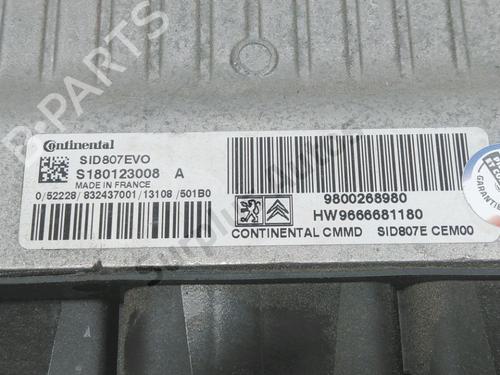 B-PARTS
Continental
SID807EVO
S180123008 A
MADE IN FRANCE
0/52228/832437001/13108/501B0
9800268980
HW9666681180
CONTINENTAL CMMD SID807E CEM00